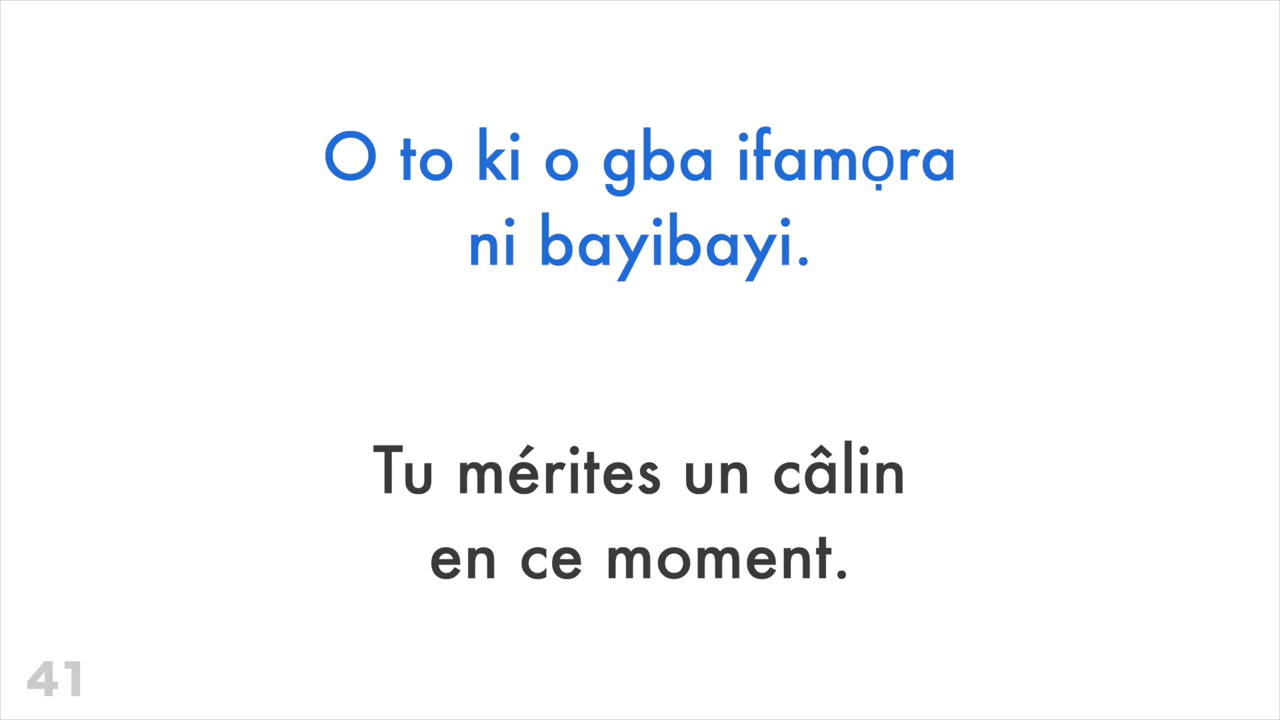 O to ki o gba ifamọra
ni bayibayi.
Tu mérites un câlin
en ce moment.
41